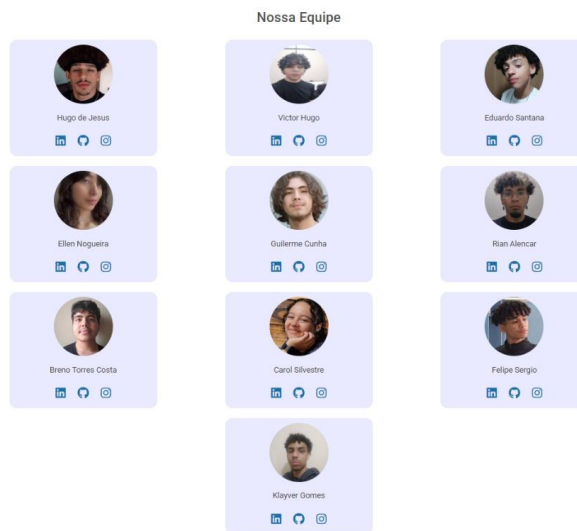 Nossa Equipe
Hugo de Jesus
Victor Hugo
Eduardo Santana
Ellen Nogueira
Guilerme Cunha
Rian Alencar
Breno Torres Costa
Carol Silvestre
Felipe Sergio
Klayver Gomes